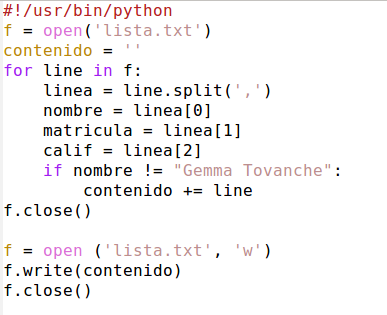 #!/usr/bin/python
f = open('lista.txt')
contenido = ''
for line in f:
    linea = line.split(',')
    nombre = linea[0]
    matricula = linea[1]
    calif = linea[2]
    if nombre != "Gemma Tovanche":
        contenido += line
f.close()

f = open ('lista.txt', 'w')
f.write(contenido)
f.close()